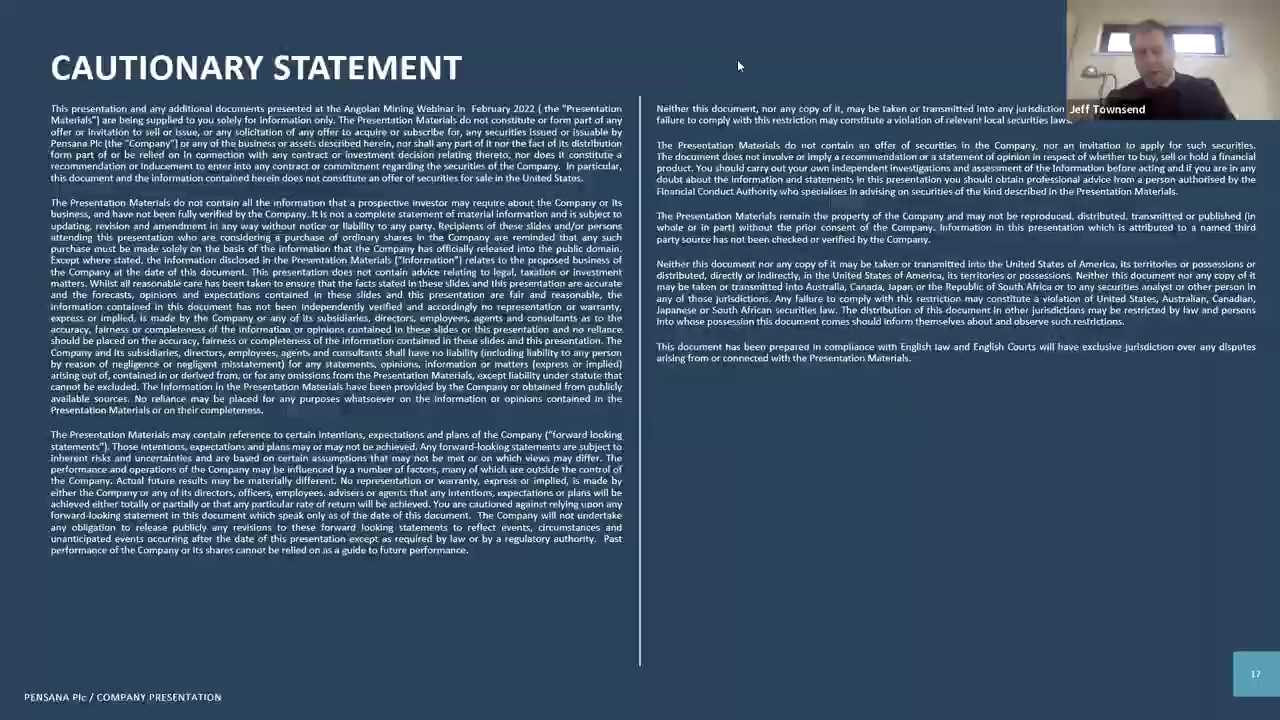 CAUTIONARY STATEMENT
This presentation and any additional documents presented at the Angolan Mining Webinar in February 2022 ( the “Presentation
Materials”) are being supplied to you solely for information only. The Presentation Materials do not constitute or form part of any
offer or invitation to sell or issue, or any solicitation of any offer to acquire or subscribe for, any securities issued or issuable by
Pensana Plc (the “Company”) or any of the business or assets described herein, nor shall any part of it nor the fact of its distribution
form part of or be relied on in connection with any contract or investment decision relating thereto, nor does it constitute a
recommendation or inducement to enter into any contract or commitment regarding the securities of the Company. In particular,
this document and the information contained herein does not constitute an offer of securities for sale in the United States.
The Presentation Materials do not contain all the information that a prospective investor may require about the Company or its
business, and have not been fully verified by the Company. It is not a complete statement of material information and is subject to
updating, revision and amendment in any way without notice or liability to any party. Recipients of these slides and/or persons
attending this presentation who are considering a purchase of ordinary shares in the Company are reminded that any such
purchase must be made solely on the basis of the information that the Company has officially released into the public domain.
Except where stated, the information disclosed in the Presentation Materials (“Information”) relates to the proposed business of
the Company at the date of this document. This presentation does not contain advice relating to legal, taxation or investment
matters. Whilst all reasonable care has been taken to ensure that the facts stated in these slides and this presentation are accurate
and the forecasts, opinions and expectations contained in these slides and this presentation are fair and reasonable, the
information contained in this document has not been independently verified and accordingly no representation or warranty,
express or implied, is made by the Company or any of its subsidiaries, directors, employees, agents and consultants as to the
accuracy, fairness or completeness of the information or opinions contained in these slides or this presentation and no reliance
should be placed on the accuracy, fairness or completeness of the information contained in these slides and this presentation. The
Company and its subsidiaries, directors, employees, agents and consultants shall have no liability (including liability to any person
by reason of negligence or negligent misstatement) for any statements, opinions, information or matters (express or implied)
arising out of, contained in or derived from, or for any omissions from the Presentation Materials, except liability under statute that
cannot be excluded. The Information in the Presentation Materials have been provided by the Company or obtained from publicly
available sources. No reliance may be placed for any purposes whatsoever on the information or opinions contained in the
Presentation Materials or on their completeness.
The Presentation Materials may contain reference to certain intentions, expectations and plans of the Company (“forward looking
statements”). Those intentions, expectations and plans may or may not be achieved. Any forward-looking statements are subject to
inherent risks and uncertainties and are based on certain assumptions that may not be met or on which views may differ. The
performance and operations of the Company may be influenced by a number of factors, many of which are outside the control of
the Company. Actual future results may be materially different. No representation or warranty, express or implied, is made by
either the Company or any of its directors, officers, employees, advisers or agents that any intentions, expectations or plans will be
achieved either totally or partially or that any particular rate of return will be achieved. You are cautioned against relying upon any
forward-looking statement in this document which speak only as of the date of this document. The Company will not undertake
any obligation to release publicly any revisions to these forward looking statements to reflect events, circumstances and
unanticipated events occurring after the date of this presentation except as required by law or by a regulatory authority. Past
performance of the Company or its shares cannot be relied on as a guide to future performance.
Neither this document, nor any copy of it, may be taken or transmitted into any jurisdiction
failure to comply with this restriction may constitute a violation of relevant local securities laws.
The Presentation Materials do not contain an offer of securities in the Company, nor an invitation to apply for such securities.
The document does not involve or imply a recommendation or a statement of opinion in respect of whether to buy, sell or hold a financial
product. You should carry out your own independent investigations and assessment of the Information before acting and if you are in any
doubt about the information and statements in this presentation you should obtain professional advice from a person authorised by the
Financial Conduct Authority who specialises in advising on securities of the kind described in the Presentation Materials.
The Presentation Materials remain the property of the Company and may not be reproduced, distributed, transmitted or published (in
whole or in part) without the prior consent of the Company. Information in this presentation which is attributed to a named third
party source has not been checked or verified by the Company.
Neither this document nor any copy of it may be taken or transmitted into the United States of America, its territories or possessions or
distributed, directly or indirectly, in the United States of America, its territories or possessions. Neither this document nor any copy of it
may be taken or transmitted into Australia, Canada, Japan or the Republic of South Africa or to any securities analyst or other person in
any of those jurisdictions. Any failure to comply with this restriction may constitute a violation of United States, Australian, Canadian,
Japanese or South African securities law. The distribution of this document in other jurisdictions may be restricted by law and persons
into whose possession this document comes should inform themselves about and observe such restrictions.
This document has been prepared in compliance with English law and English Courts will have exclusive jurisdiction over any disputes
arising from or connected with the Presentation Materials.
Jeff Townsend
17
PENSANA Plc / COMPANY PRESENTATION